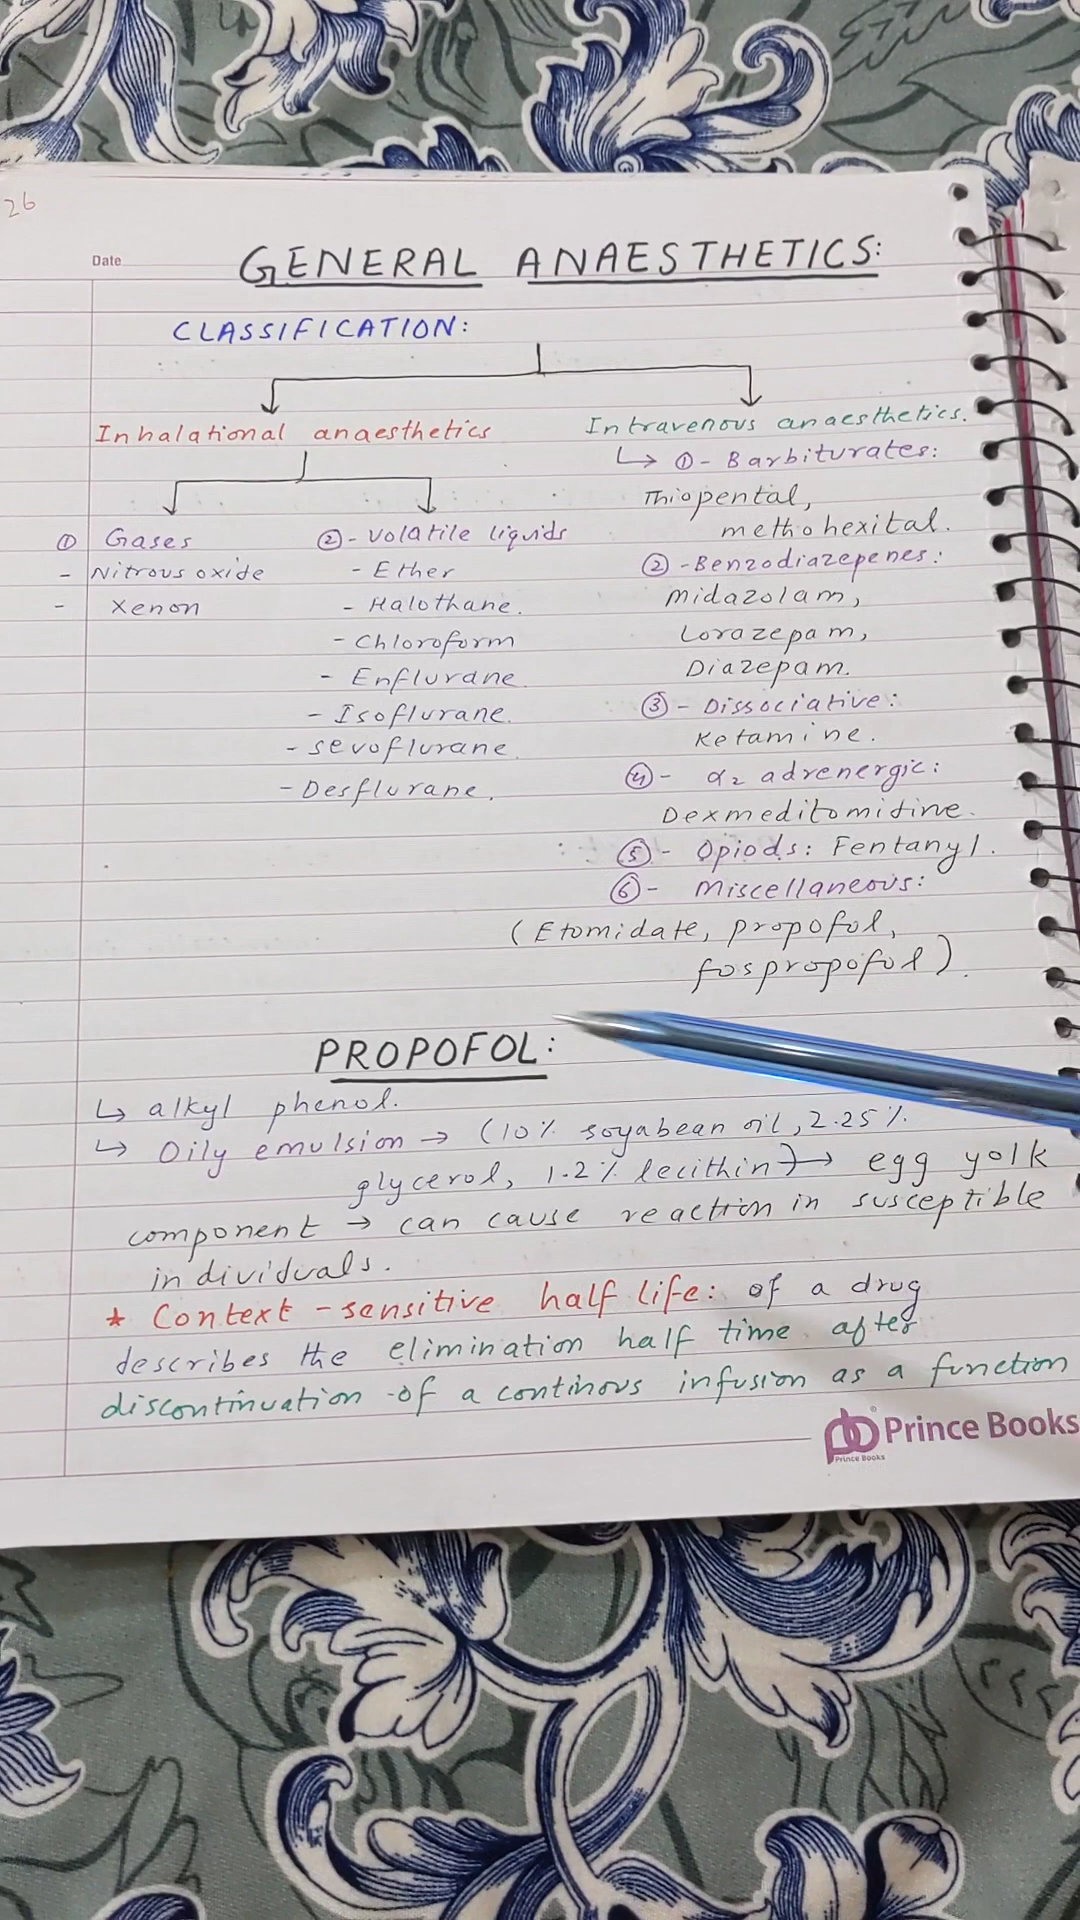 26
Date
GENERAL ANAESTHETICS:
CLASSIFICATION:
Inhalational anaesthetics
① Gases
- Nitrous oxide
- Xenon
②- Volatile liquids
- Ether
- Halothane.
- Chloroform
- Enflurane
- Isoflurane.
- sevoflurane.
- Desflurane.
Intravenous anaesthetics.
↳ ①- Barbiturates:
Thiopental,
methohexital.
②-Benzodiazepenes:
midazolam,
Lorazepam,
Diazepam.
③- Dissociative:
Ketamine.
④- α2 adrenergic:
Dexmeditomidine.
⑤- Opiods: Fentanyl.
⑥- Miscellaneous:
(Etomidate, propofol,
fospropofol).
PROPOFOL:
↳ alkyl phenol.
↳ Oily emulsion → (10% soyabean oil, 2.25%
glycerol, 1.2% lecithin) → egg yolk
component → can cause reaction in susceptible
individuals.
* Context-sensitive half life: of a drug
describes the elimination half time after
discontinuation of a continous infusion as a function
Prince Books
Prince Books